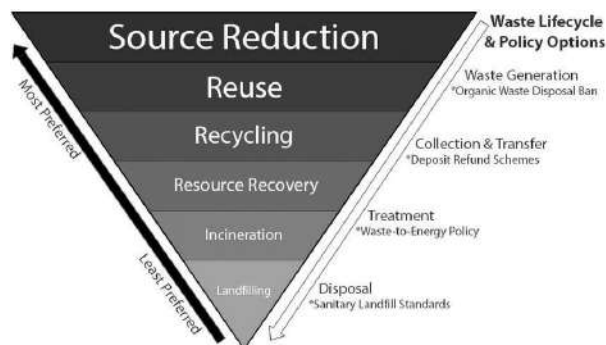 Source Reduction
Reuse
Recycling
Resource Recovery
Incineration
Landfilling
Most Preferred
Least Preferred
Waste Lifecycle
& Policy Options
Waste Generation
*Organic Waste Disposal Ban
Collection & Transfer
*Deposit Refund Schemes
Treatment
*Waste-to-Energy Policy
Disposal
*Sanitary Landfill Standards